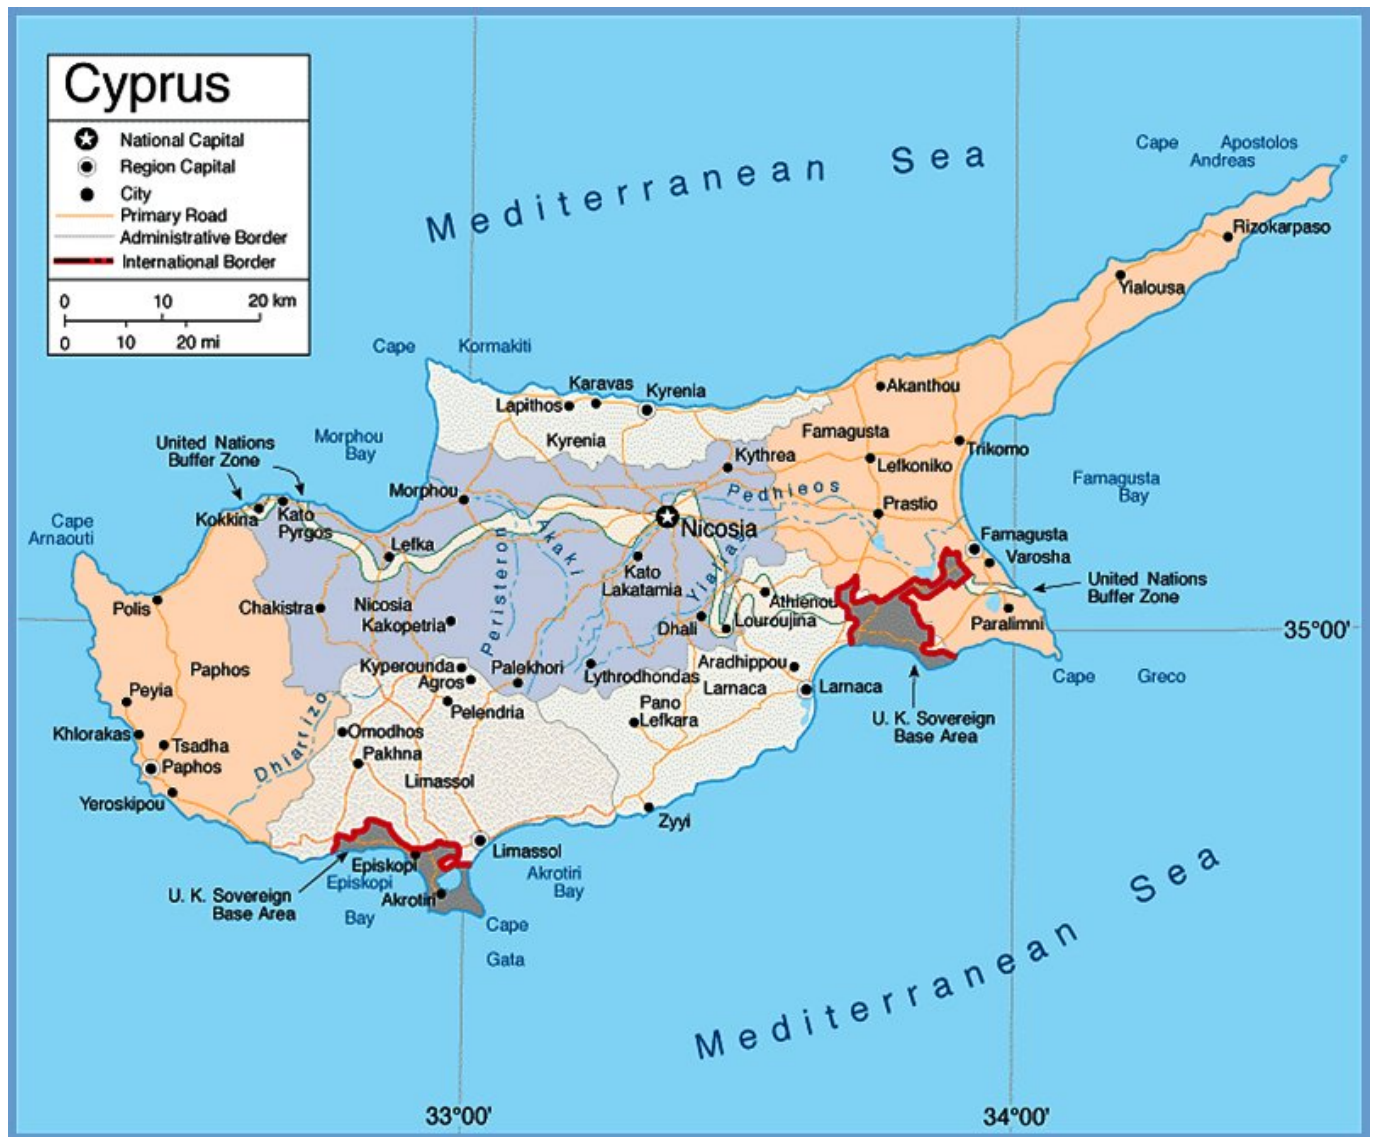 Cyprus
National Capital
Region Capital
City
Primary Road
Administrative Border
International Border
0 10 20 km
0 10 20 mi
Mediterranean Sea
Cape Apostolos
Andreas
Rizokarpaso
Yialousa
Cape Kormakiti
Karavas
Kyrenia
Lapithos
Kyrenia
Akanthou
Famagusta
Trikomo
Lefkoniko
Kythrea
United Nations
Buffer Zone
Morphou
Bay
Famagusta
Bay
Morphou
Pedhieos
Prastio
Kokkina
Kato
Pyrgos
Cape
Arnaouti
Nicosia
Lefka
Akaki
Peristeron
Yialias
Famagusta
Varosha
United Nations
Buffer Zone
Kato
Lakatamia
Polis
Chakistra
Nicosia
Kakopetria
Athienou
Dhali
Louroujina
Paralimni
35°00'
Paphos
Kyperounda
Agros
Palekhori
Lythrodhondas
Aradhippou
Larnaca
Larnaca
Cape Greco
Peyia
Pelendria
Pano
Lefkara
U. K. Sovereign
Base Area
Khlorakas
Tsadha
Paphos
Dhiarizo
Omodhos
Pakhna
Limassol
Yeroskipou
Zyyi
Limassol
Episkopi
Episkopi
Bay
Akrotiri
Akrotiri
Bay
U. K. Sovereign
Base Area
Cape
Gata
Mediterranean Sea
33°00'
34°00'